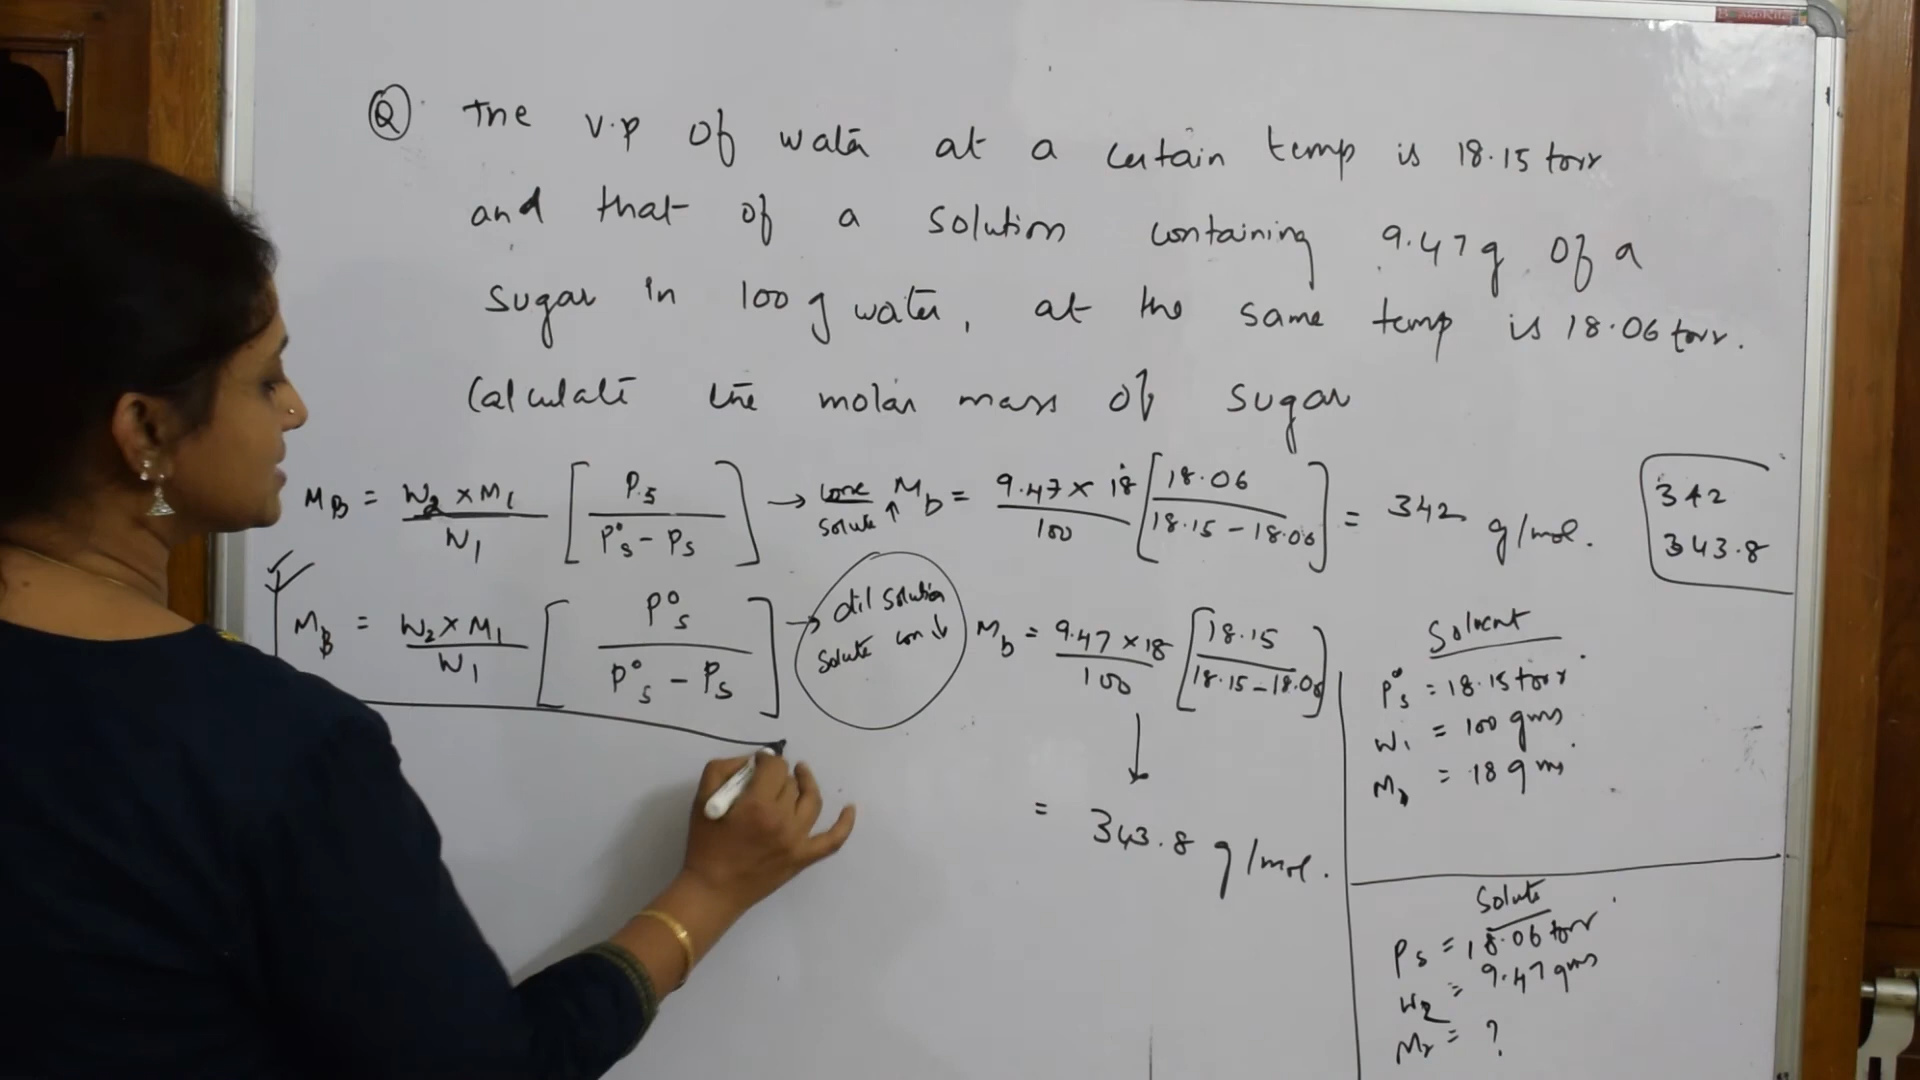 Q. The v.p of water at a certain temp is 18.15 torr
and that of a solution containing 9.47g of a
sugar in 100 g water, at the same temp is 18.06 torr.
Calculate the molar mass of sugar
MB = W2 × M1 / W1 [ Ps / P°s - Ps ] → conc solute ↑
Mb = 9.47 × 18 / 100 [ 18.06 / 18.15 - 18.06 ] = 342 g/mol.
342
343.8
MB = W2 × M1 / W1 [ P°s / P°s - Ps ] → dil solution solute con ↓
Mb = 9.47 × 18 / 100 [ 18.15 / 18.15 - 18.06 ]
↓
= 343.8 g/mol.
Solvent
P°s = 18.15 torr
W1 = 100 gms
= 18 gms
Solute
Ps = 18.06 torr
W2 = 9.47 gms
M2 = ?